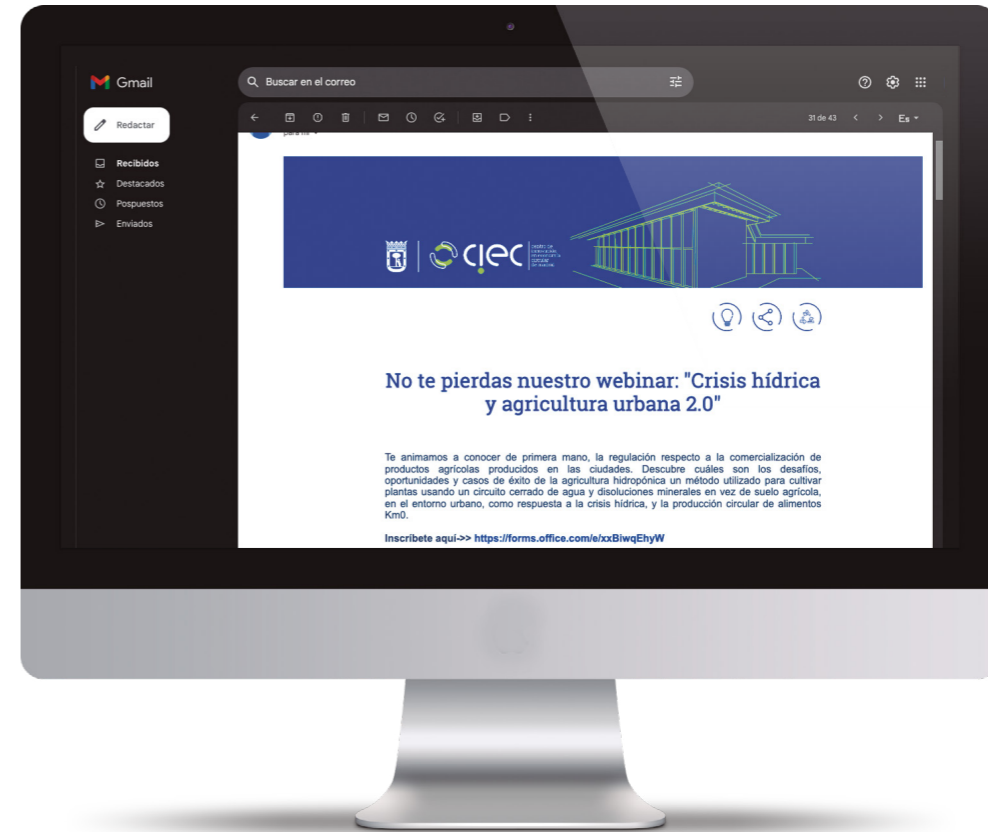 Gmail
Buscar en el correo
Redactar
31 de 43
Es
para mí
Recibidos
Destacados
Pospuestos
Enviados
ciec
No te pierdas nuestro webinar: "Crisis hídrica
y agricultura urbana 2.0"
Te animamos a conocer de primera mano, la regulación respecto a la comercialización de
productos agrícolas producidos en las ciudades. Descubre cuáles son los desafíos,
oportunidades y casos de éxito de la agricultura hidropónica un método utilizado para cultivar
plantas usando un circuito cerrado de agua y disoluciones minerales en vez de suelo agrícola,
en el entorno urbano, como respuesta a la crisis hídrica, y la producción circular de alimentos
Km0.
Inscríbete aquí->> https://forms.office.com/e/xxBiwqEhyW